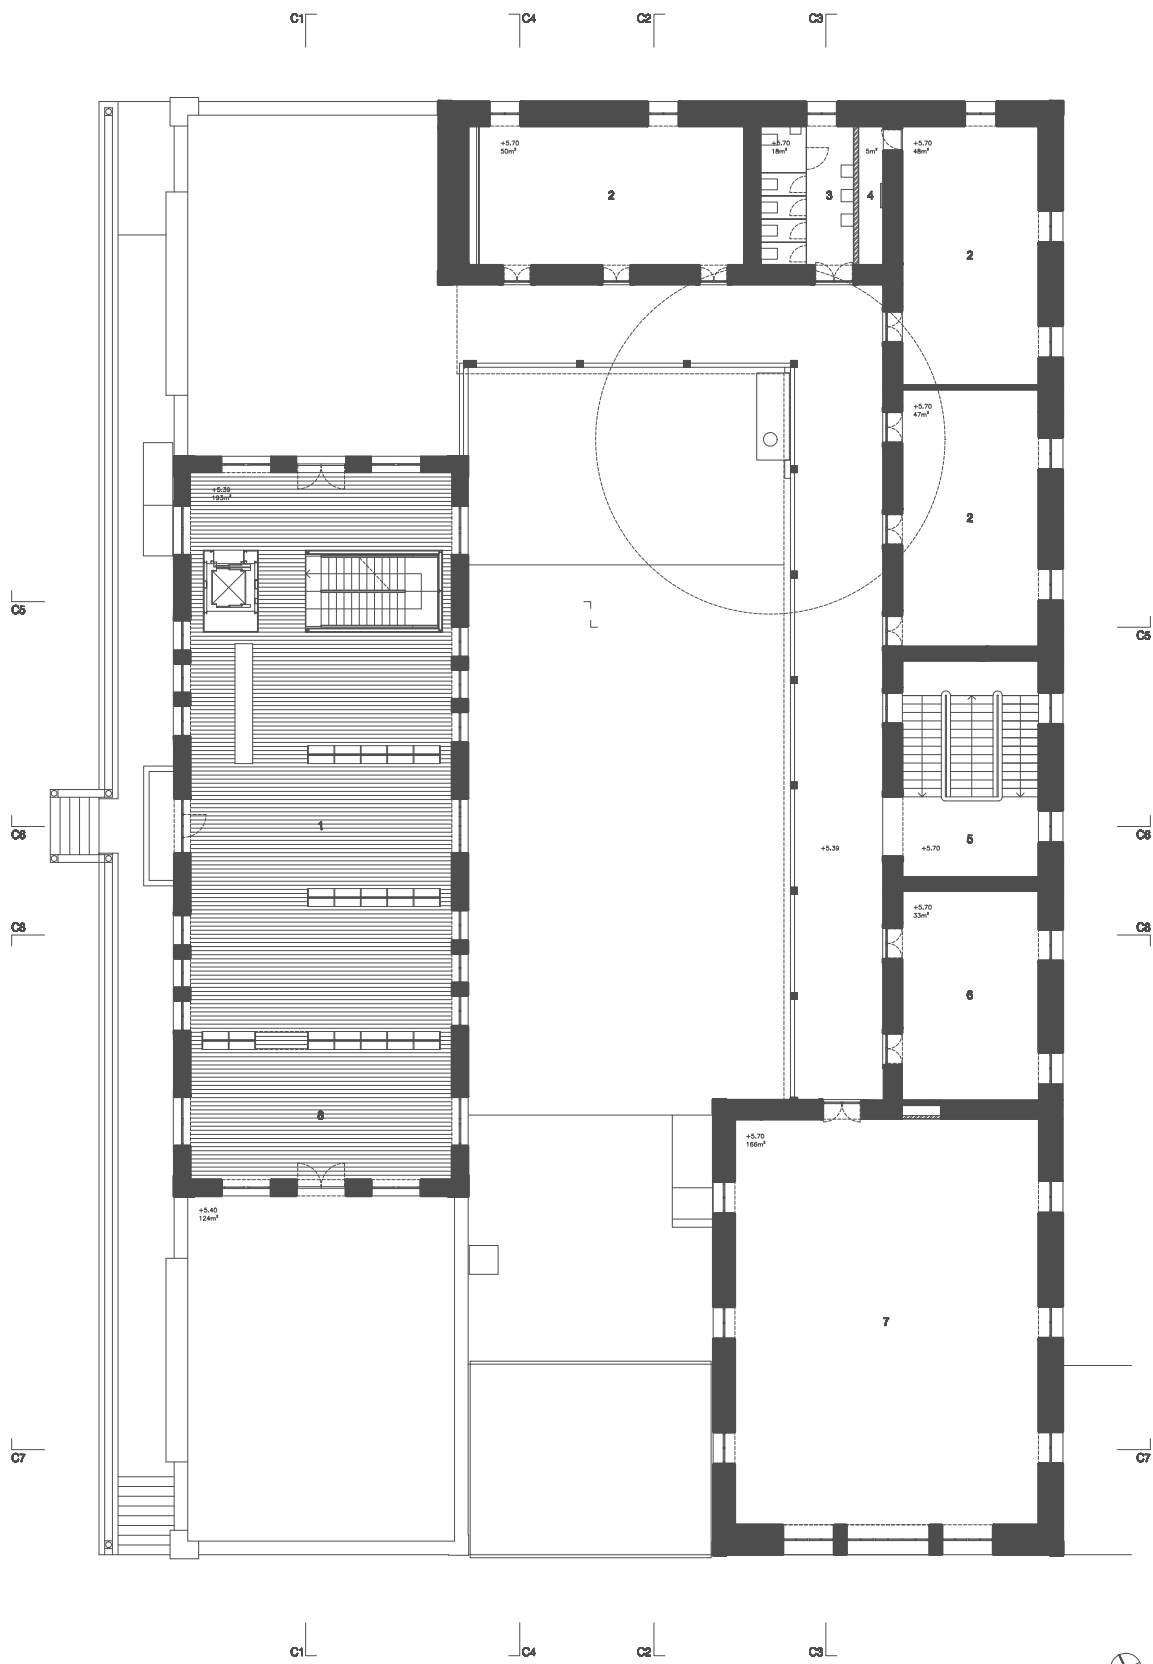 C1 C4 C2 C3
+5.70
50m²
2
+5.70
18m²
3
5m²
4
+5.70
48m²
2
+5.70
47m²
2
+5.39
193m²
C5 C5
1
C6 C6
+5.39
+5.70
5
C8 C8
+5.70
33m²
6
8
+5.70
166m²
+5.40
124m²
7
C7 C7
C1 C4 C2 C3